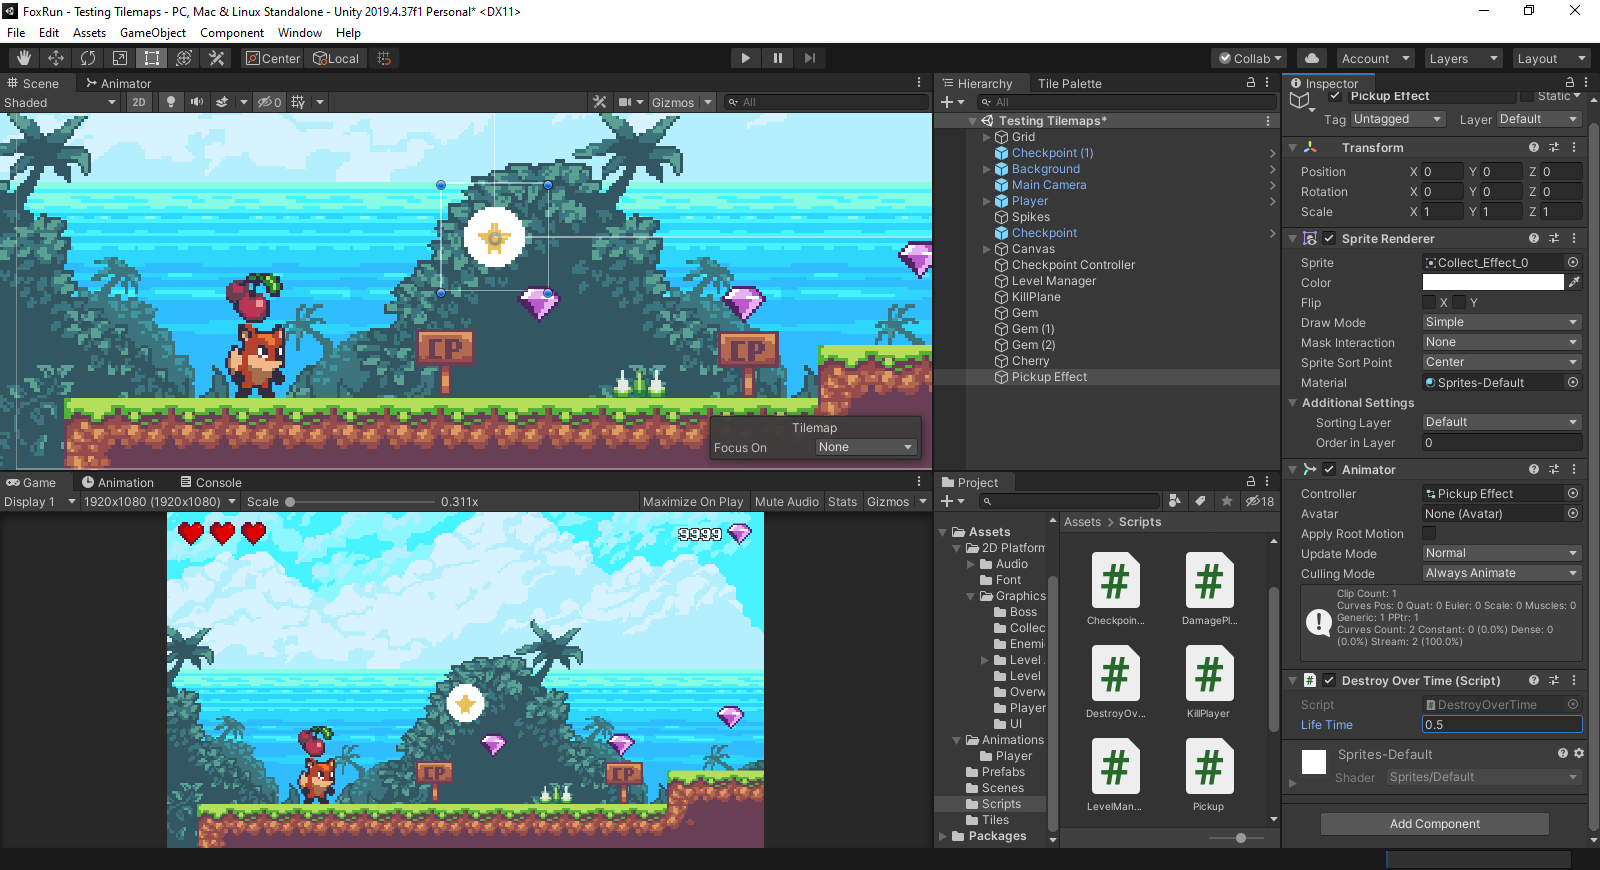 FoxRun - Testing Tilemaps - PC, Mac & Linux Standalone - Unity 2019.4.37f1 Personal* <DX11>
File Edit Assets GameObject Component Window Help
Center Local Collab Account Layers Layout
Scene Animator
Shaded 2D 0 Gizmos All
CP
CP
Tilemap
Focus On None
Game Animation Console
Display 1 1920x1080 (1920x1080) Scale 0.311x Maximize On Play Mute Audio Stats Gizmos
9999
CP
CP
Hierarchy Tile Palette
All
Testing Tilemaps*
Grid
Checkpoint (1)
Background
Main Camera
Player
Spikes
Checkpoint
Canvas
Checkpoint Controller
Level Manager
KillPlane
Gem
Gem (1)
Gem (2)
Cherry
Pickup Effect
Project
18
Assets
2D Platform
Audio
Font
Graphics
Boss
Collec
Enemi
Level
Level
Overw
Player
UI
Animations
Player
Prefabs
Scenes
Scripts
Tiles
Packages
Assets > Scripts
Checkpoin...
DamagePl...
DestroyOv...
KillPlayer
LevelMan...
Pickup
Inspector
Pickup Effect Static
Tag Untagged Layer Default
Transform
Position X 0 Y 0 Z 0
Rotation X 0 Y 0 Z 0
Scale X 1 Y 1 Z 1
Sprite Renderer
Sprite Collect_Effect_0
Color
Flip X Y
Draw Mode Simple
Mask Interaction None
Sprite Sort Point Center
Material Sprites-Default
Additional Settings
Sorting Layer Default
Order in Layer 0
Animator
Controller Pickup Effect
Avatar None (Avatar)
Apply Root Motion
Update Mode Normal
Culling Mode Always Animate
Clip Count: 1
Curves Pos: 0 Quat: 0 Euler: 0 Scale: 0 Muscles: 0
Generic: 1 PPtr: 1
Curves Count: 2 Constant: 0 (0.0%) Dense: 0
(0.0%) Stream: 2 (100.0%)
# Destroy Over Time (Script)
Script # DestroyOverTime
Life Time 0.5
Sprites-Default
Shader Sprites/Default
Add Component